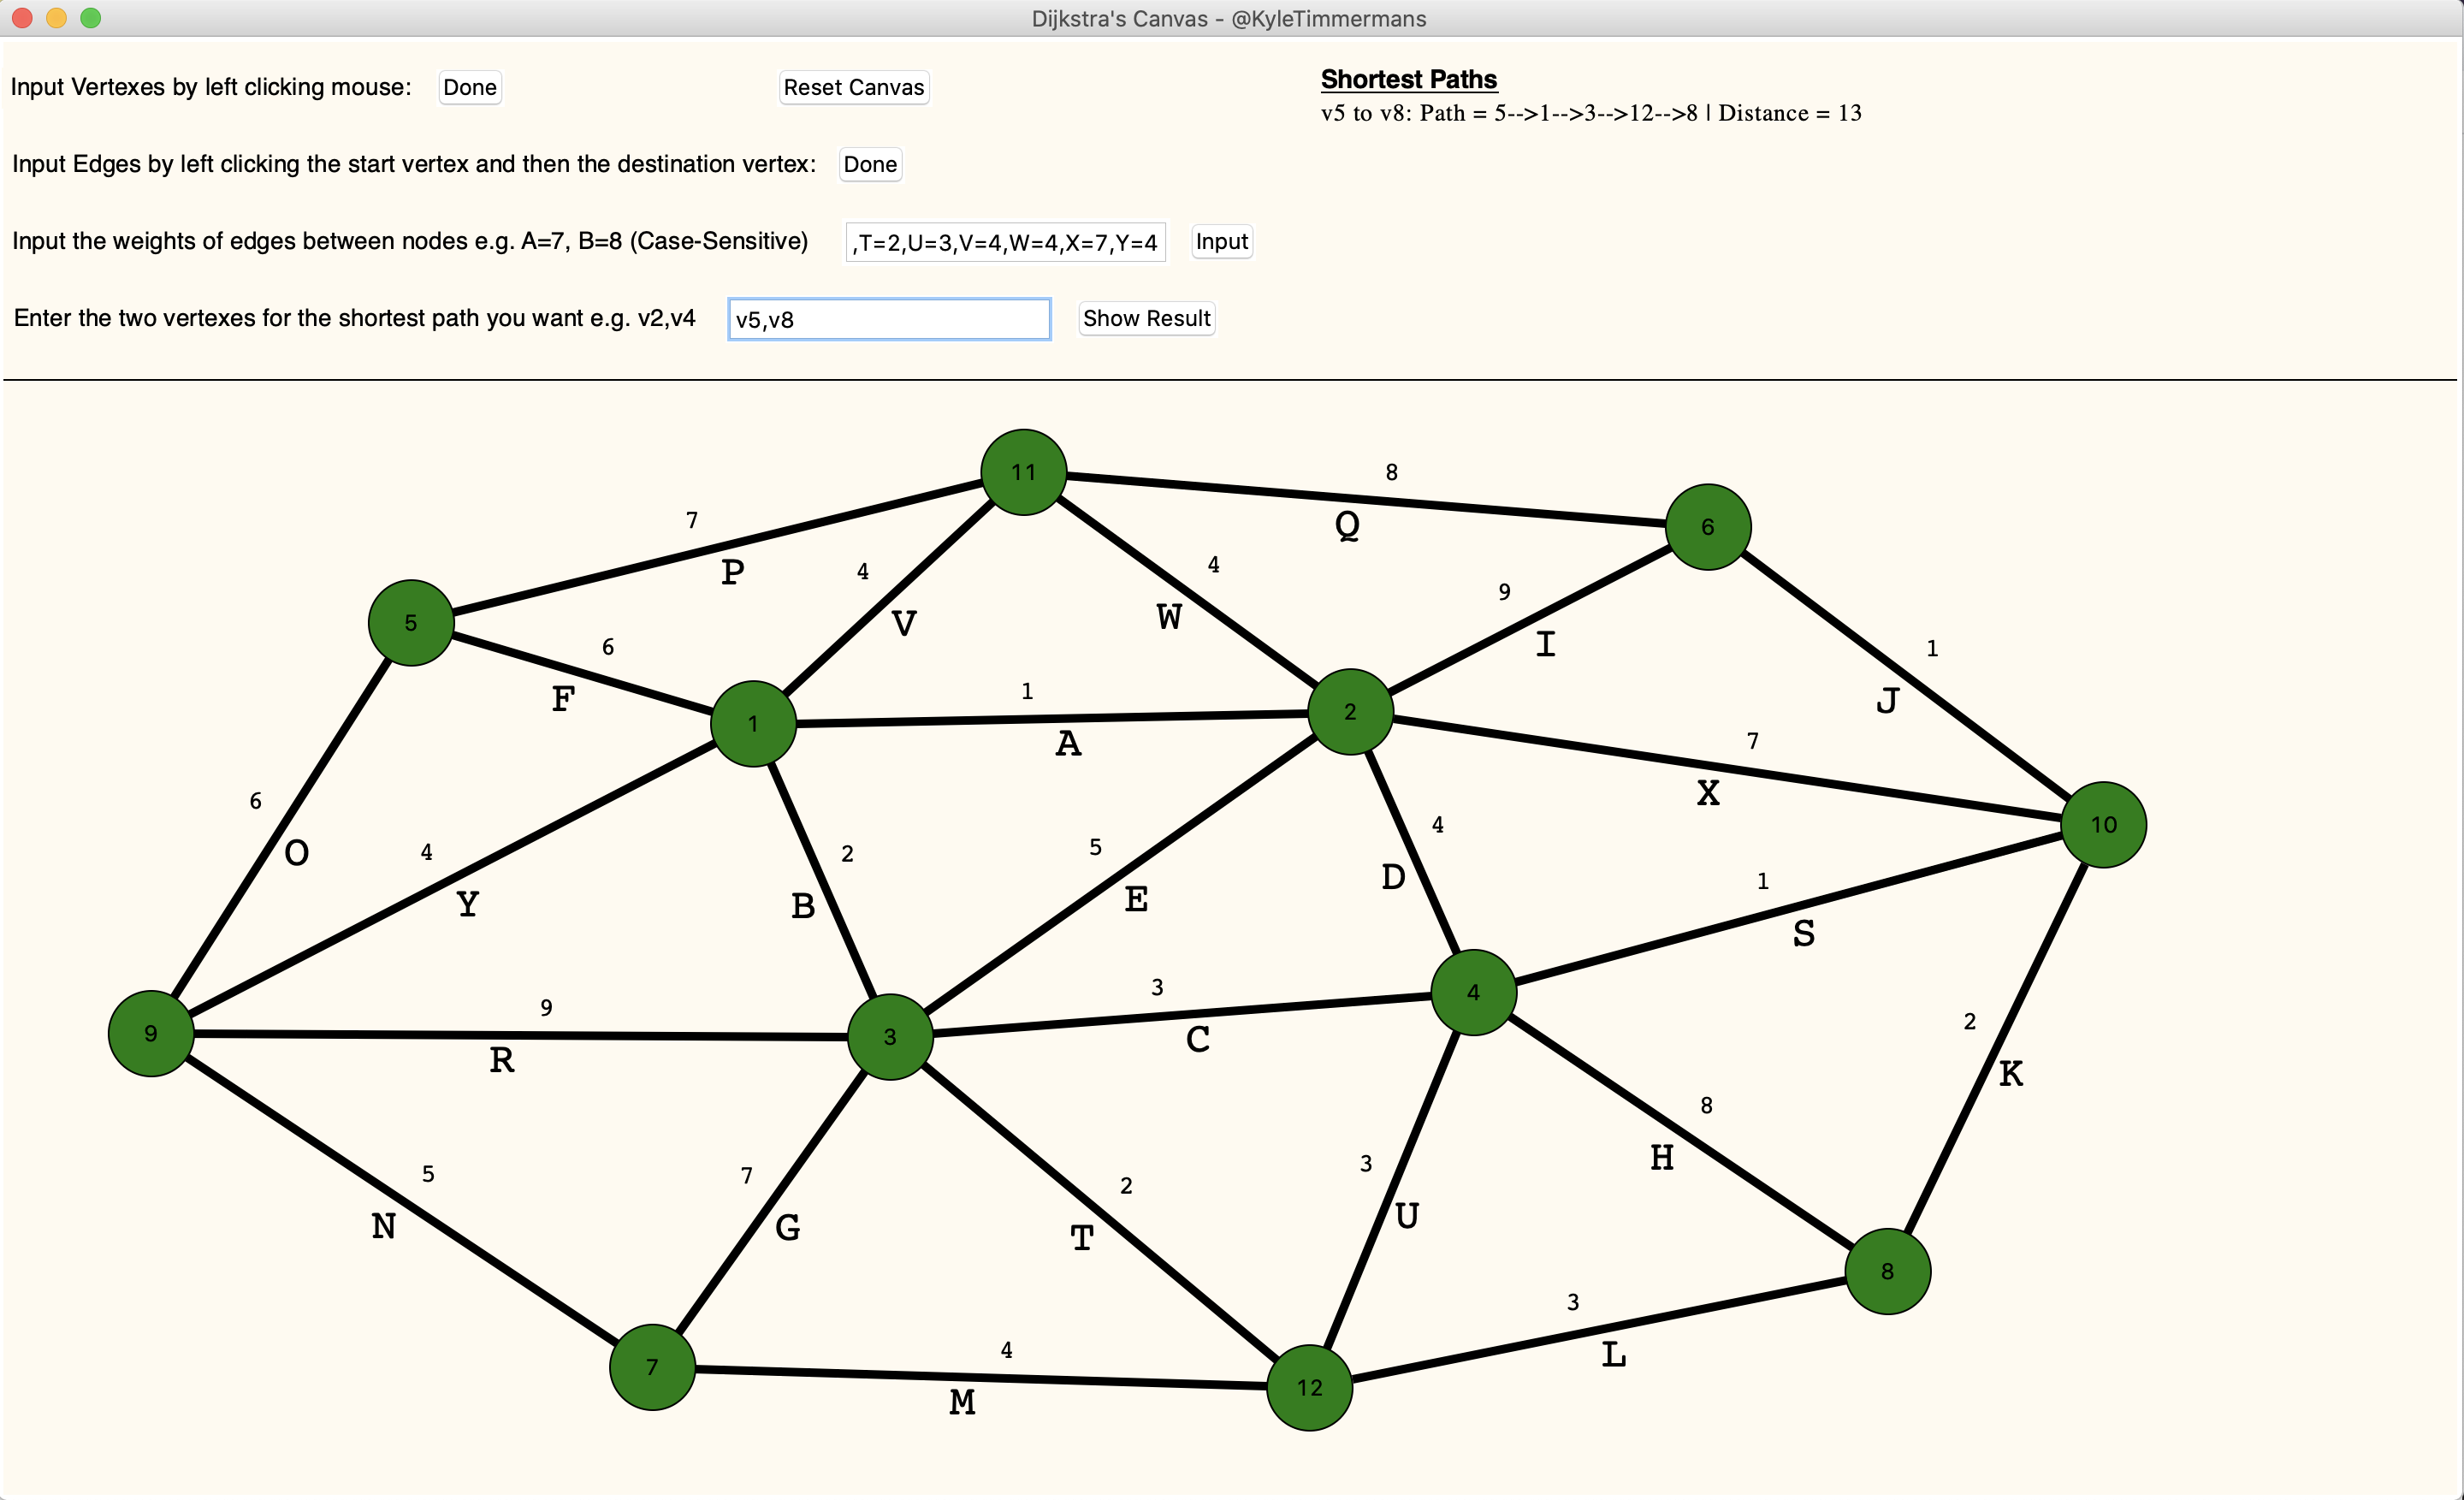 Dijkstra's Canvas - @KyleTimmermans
Input Vertexes by left clicking mouse: Done Reset Canvas
Shortest Paths
v5 to v8: Path = 5-->1-->3-->12-->8 | Distance = 13
Input Edges by left clicking the start vertex and then the destination vertex: Done
Input the weights of edges between nodes e.g. A=7, B=8 (Case-Sensitive) ,T=2,U=3,V=4,W=4,X=7,Y=4 Input
Enter the two vertexes for the shortest path you want e.g. v2,v4 v5,v8 Show Result
11
8
Q
6
7
P
4
V
4
W
9
I
5
6
F
1
J
1
1
A
2
7
X
6
O
4
Y
2
B
5
E
4
D
10
1
S
9
9
R
3
3
C
4
2
K
5
N
7
G
2
T
3
U
8
H
8
7
4
M
12
3
L